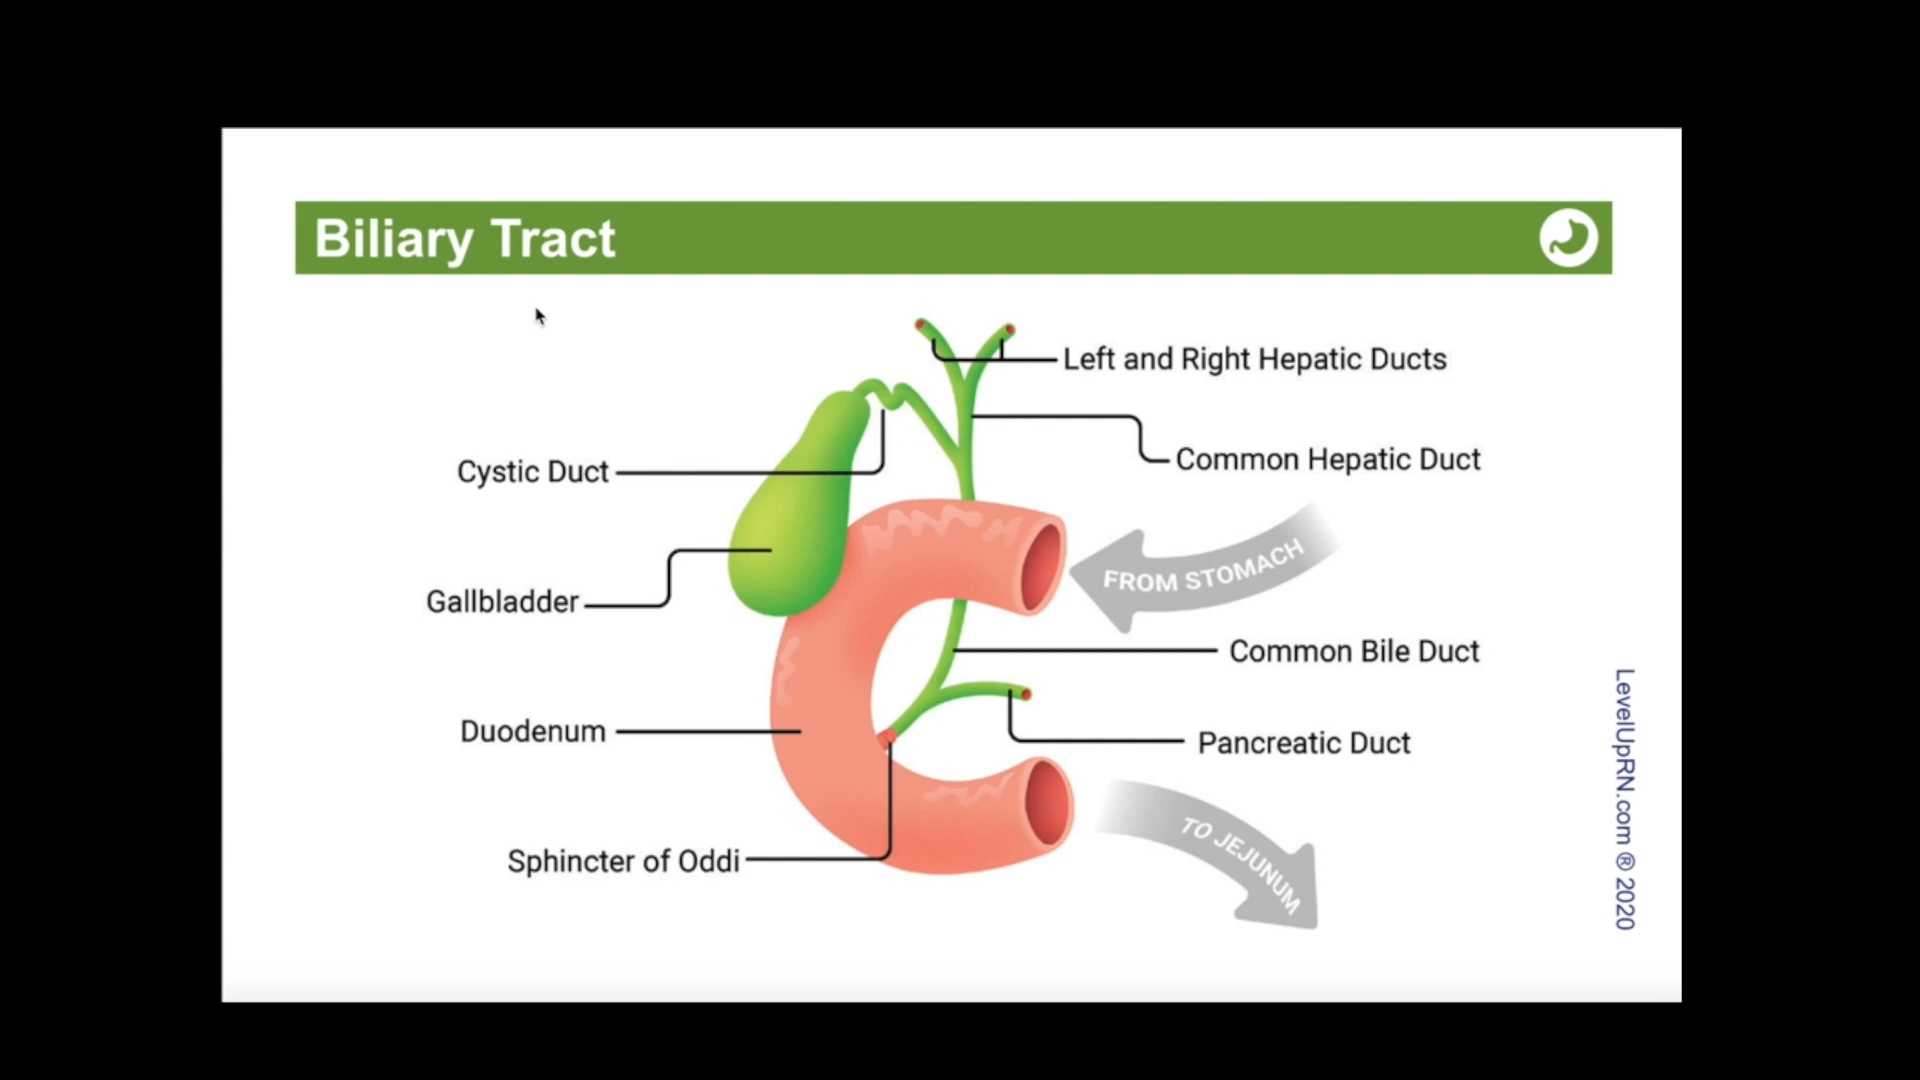 Biliary Tract
Left and Right Hepatic Ducts
Common Hepatic Duct
Cystic Duct
FROM STOMACH
Gallbladder
Common Bile Duct
Duodenum
Pancreatic Duct
TO JEJUNUM
Sphincter of Oddi
LevelUpRN.com ® 2020